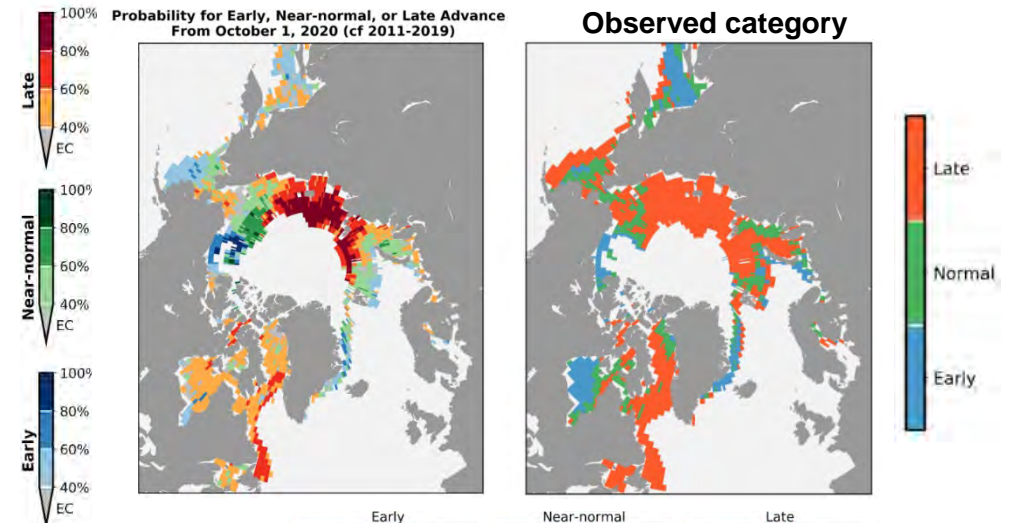 Probability for Early, Near-normal, or Late Advance
From October 1, 2020 (cf 2011-2019)
Observed category
100%
80%
60%
40%
EC
Late
100%
80%
60%
40%
EC
Near-normal
100%
80%
60%
40%
EC
Early
Late
Normal
Early
Early
Near-normal
Late